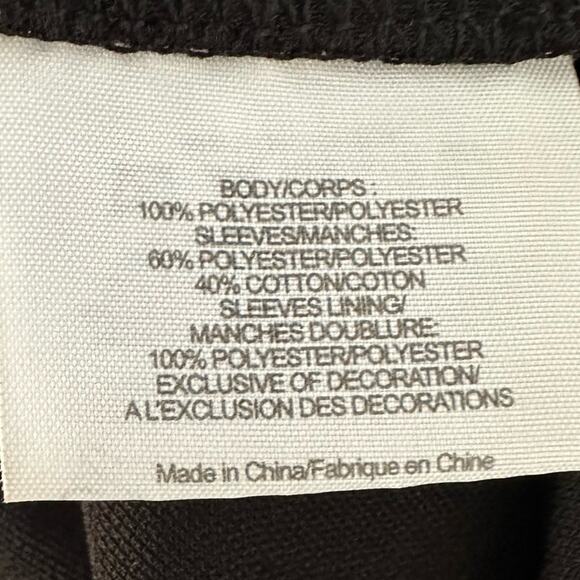 BODY/CORPS :
100% POLYESTER/POLYESTER
SLEEVES/MANCHES:
60% POLYESTER/POLYESTER
40% COTTON/COTON
SLEEVES LINING/
MANCHES DOUBLURE:
100% POLYESTER/POLYESTER
EXCLUSIVE OF DECORATION/
A L'EXCLUSION DES DECORATIONS
Made in China/Fabrique en Chine